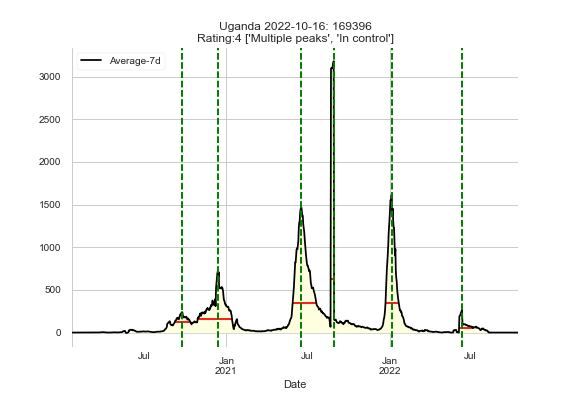 Uganda 2022-10-16: 169396
Rating:4 ['Multiple peaks', 'In control']
Average-7d
3000
2500
2000
1500
1000
500
0
Jul
Jan
2021
Jul
Jan
2022
Jul
Date